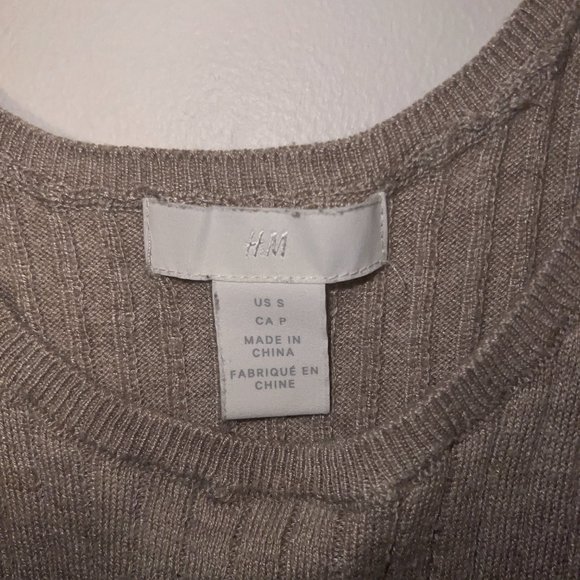 H&M
US S
CA P
MADE IN
CHINA
FABRIQUÉ EN
CHINE